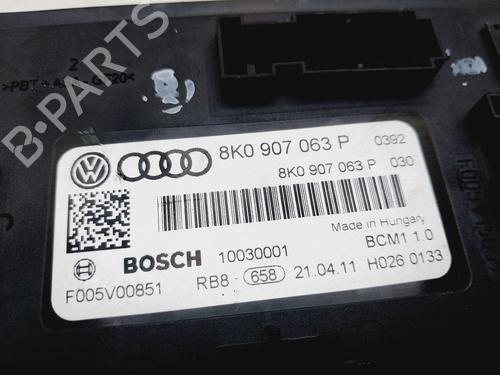 B-PARTS
2
8K0 907 063 P 0392
8K0 907 063 P 030
Made in Hungary
BCM1 1.0
BOSCH 10030001
F005V00851 RB8- 658 21.04.11 H026 0133